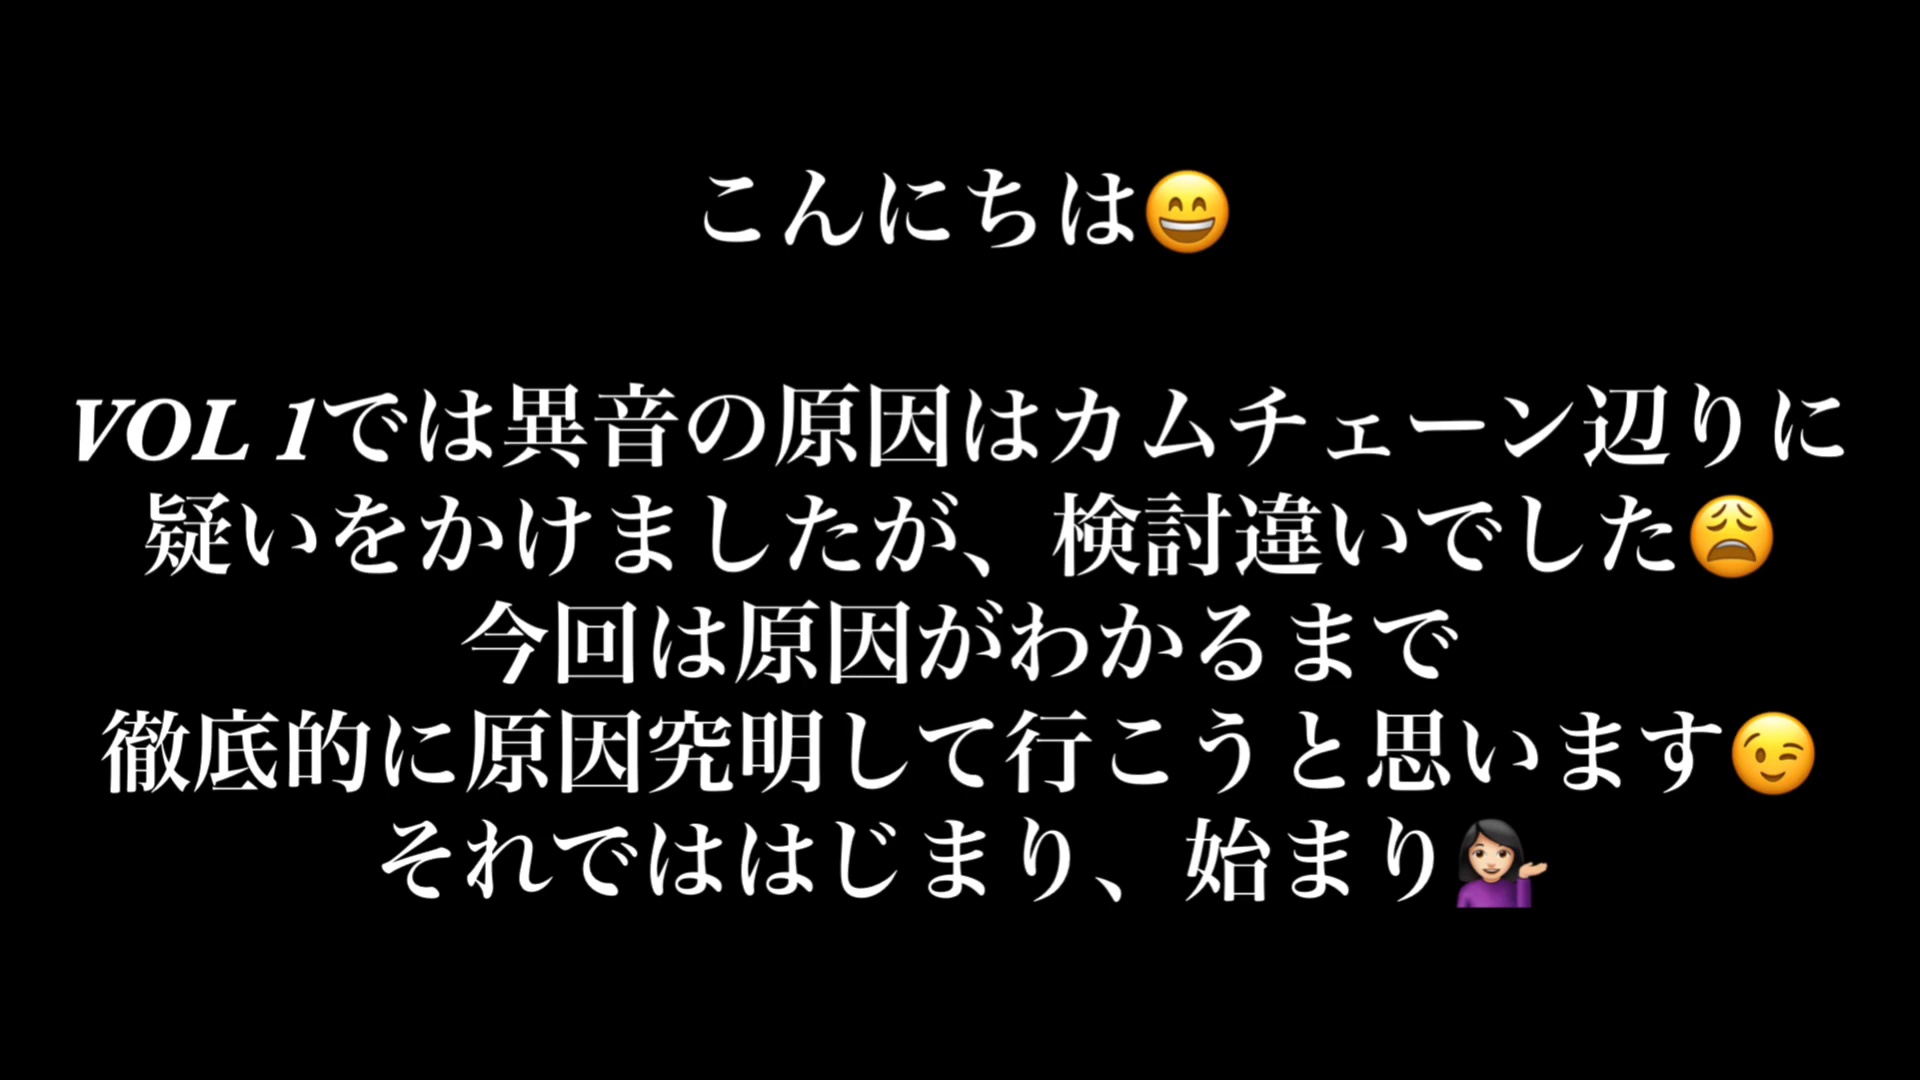 こんにちは😄
VOL 1では異音の原因はカムチェーン辺りに
疑いをかけましたが、検討違いでした😩
今回は原因がわかるまで
徹底的に原因究明して行こうと思います😉
それでははじまり、始まり💁🏻‍♀️